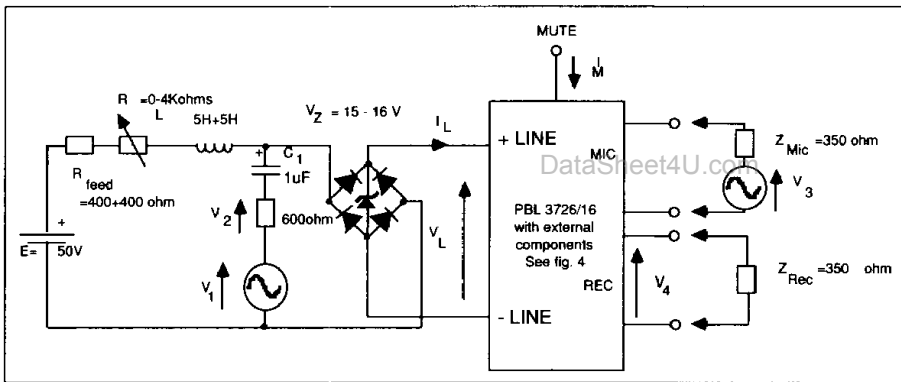 MUTE
I
M
R =0-4Kohms
L
5H+5H
V Z = 15 - 16 V
I L
+ LINE
MIC
Z Mic =350 ohm
DataSheet4U.com
+
C 1
1uF
R feed
=400+400 ohm
V 2
600ohm
V L
PBL 3726/16
with external
components
See fig. 4
V 3
REC
V 4
Z Rec =350 ohm
+
E= 50V
V 1
- LINE